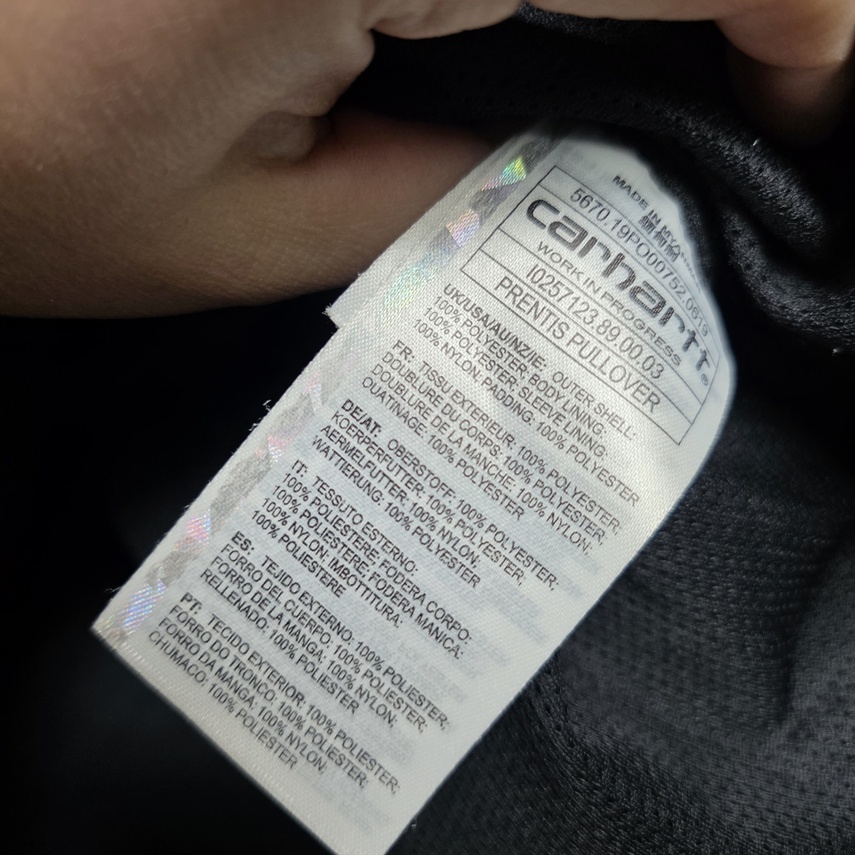 MADE IN MYA
5670.19PO00752.0619
carhartt®
WORK IN PROGRESS
I0257123.89.00.03
PRENTIS PULLOVER
UK/USA/AU/NZ/IE: OUTER SHELL:
100% POLYESTER; BODY LINING:
100% POLYESTER; SLEEVE LINING:
100% NYLON; PADDING: 100% POLYESTER
FR: TISSU EXTERIEUR: 100% POLYESTER;
DOUBLURE DU CORPS: 100% POLYESTER;
DOUBLURE DE LA MANCHE: 100% NYLON;
OUATINAGE: 100% POLYESTER
DE/AT: OBERSTOFF: 100% POLYESTER;
KOERPERFUTTER: 100% POLYESTER;
AERMELFUTTER: 100% NYLON;
WATTIERUNG: 100% POLYESTER
IT: TESSUTO ESTERNO:
100% POLIESTERE; FODERA CORPO:
100% POLIESTERE; FODERA MANICA:
100% NYLON; IMBOTTITURA:
100% POLIESTERE
ES: TEJIDO EXTERNO: 100% POLIESTER;
FORRO DEL CUERPO: 100% POLIESTER;
FORRO DE LA MANGA: 100% NYLON;
RELLENADO: 100% POLIESTER
PT: TECIDO EXTERIOR: 100% POLIESTER;
FORRO DO TRONCO: 100% POLIESTER;
FORRO DA MANGA: 100% NYLON;
CHUMACO: 100% POLIESTER